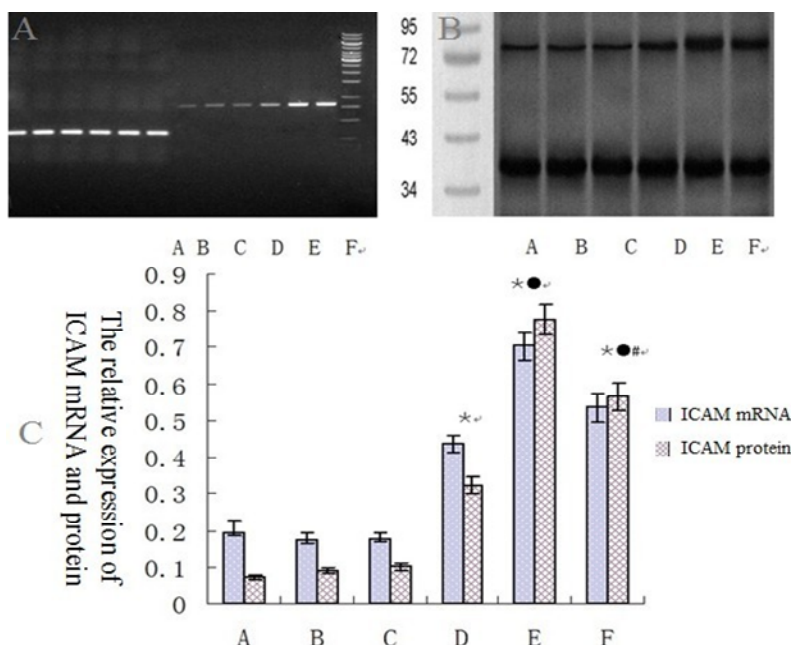 A
B
95
72
55
43
34
A B C D E F
A B C D E F
C
The relative expression of
ICAM mRNA and protein
0.9
0.8
0.7
0.6
0.5
0.4
0.3
0.2
0.1
0
*
*●
*●#
ICAM mRNA
ICAM protein
A B C D E F